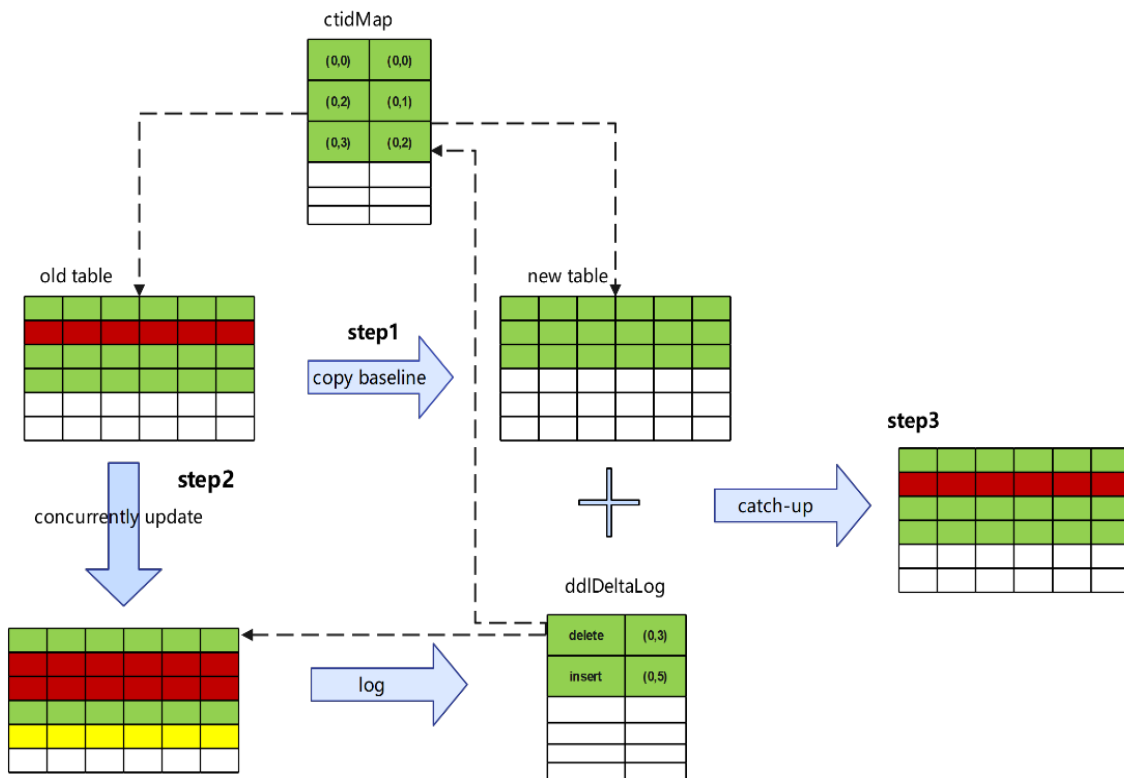 ctidMap
(0,0) (0,0)
(0,2) (0,1)
(0,3) (0,2)
old table
new table
step1
copy baseline
step3
step2
concurrently update
catch-up
ddlDeltaLog
delete (0,3)
insert (0,5)
log